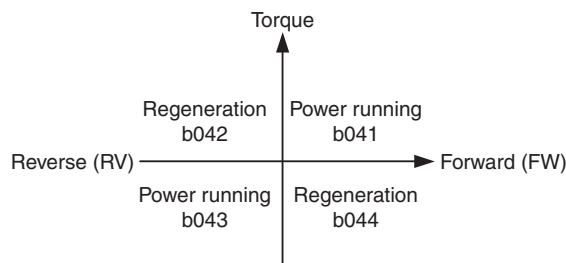 Torque
Regeneration
b042
Power running
b041
Reverse (RV)
Forward (FW)
Power running
b043
Regeneration
b044